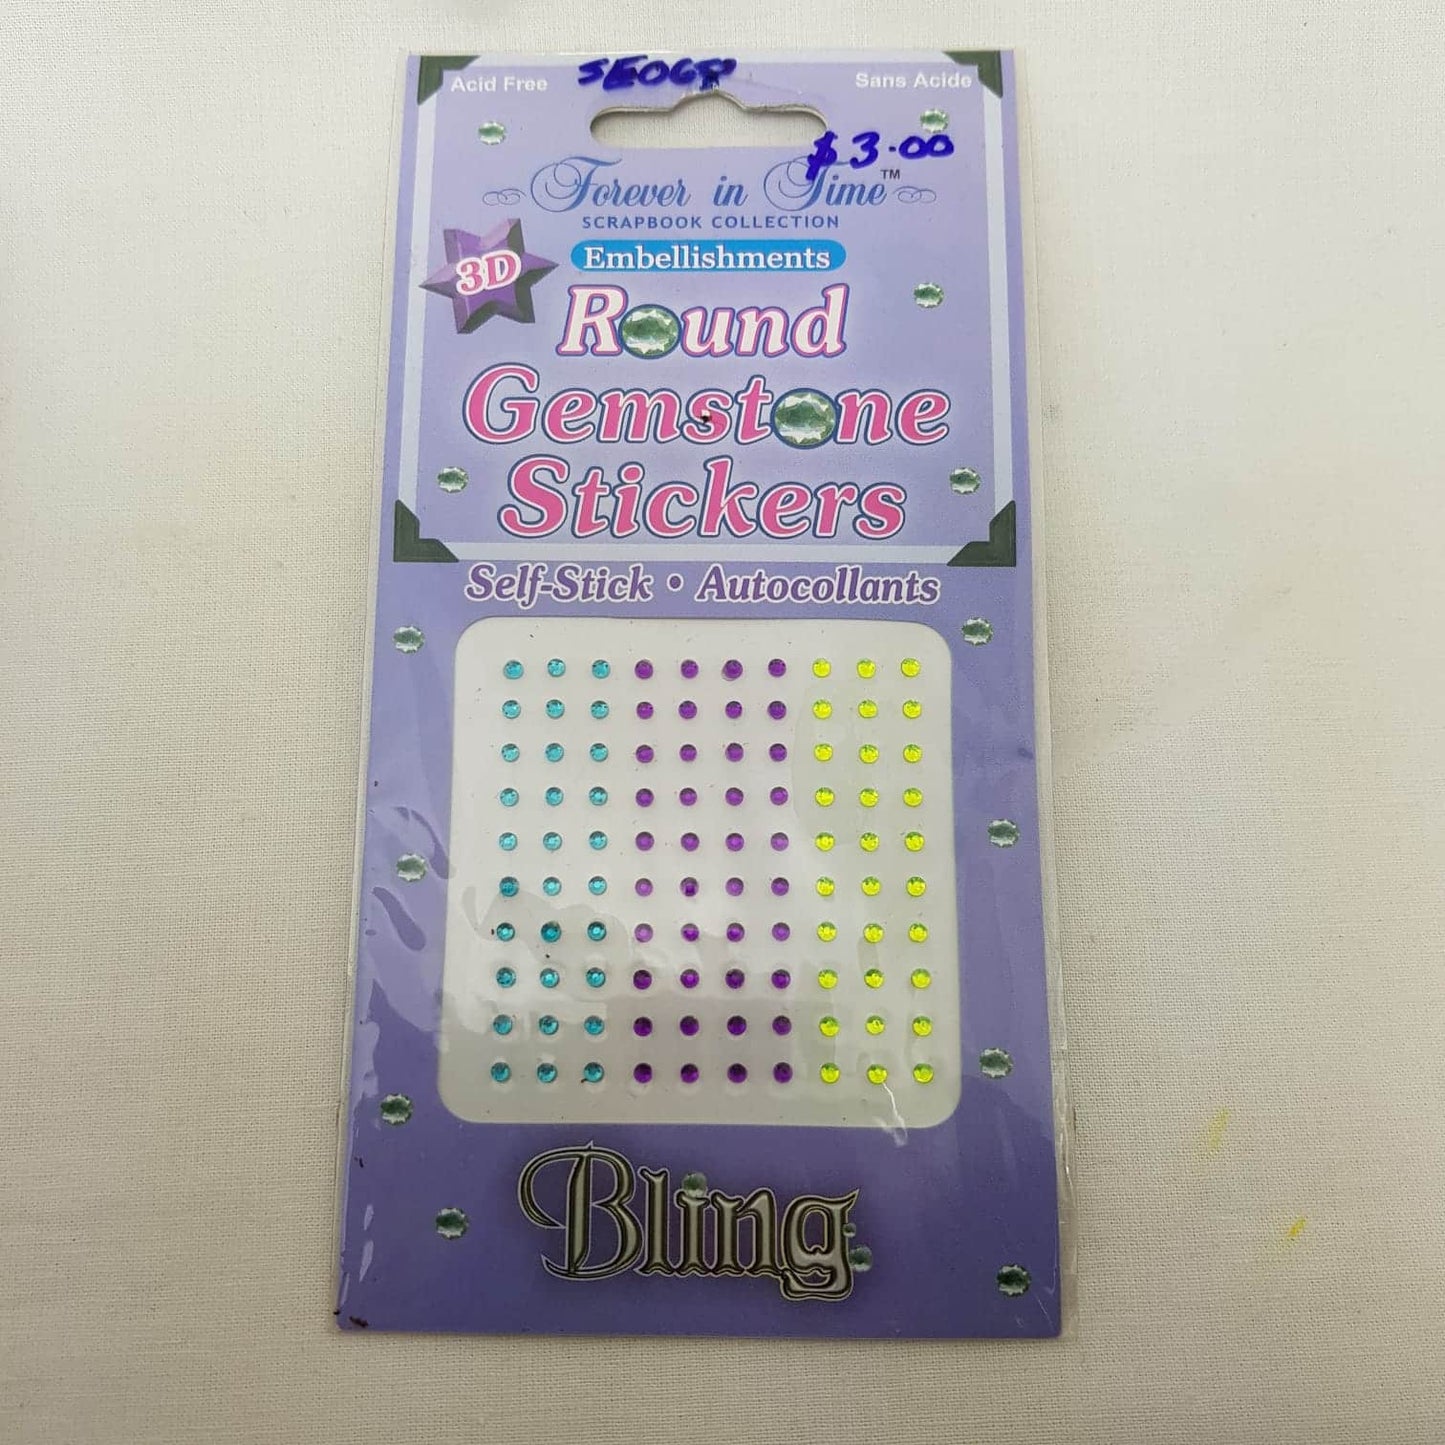 Acid Free
Sans Acide
$3.00
Forever in Time™
SCRAPBOOK COLLECTION
Embellishments
3D
Round
Gemstone
Stickers
Self-Stick • Autocollants
Bling